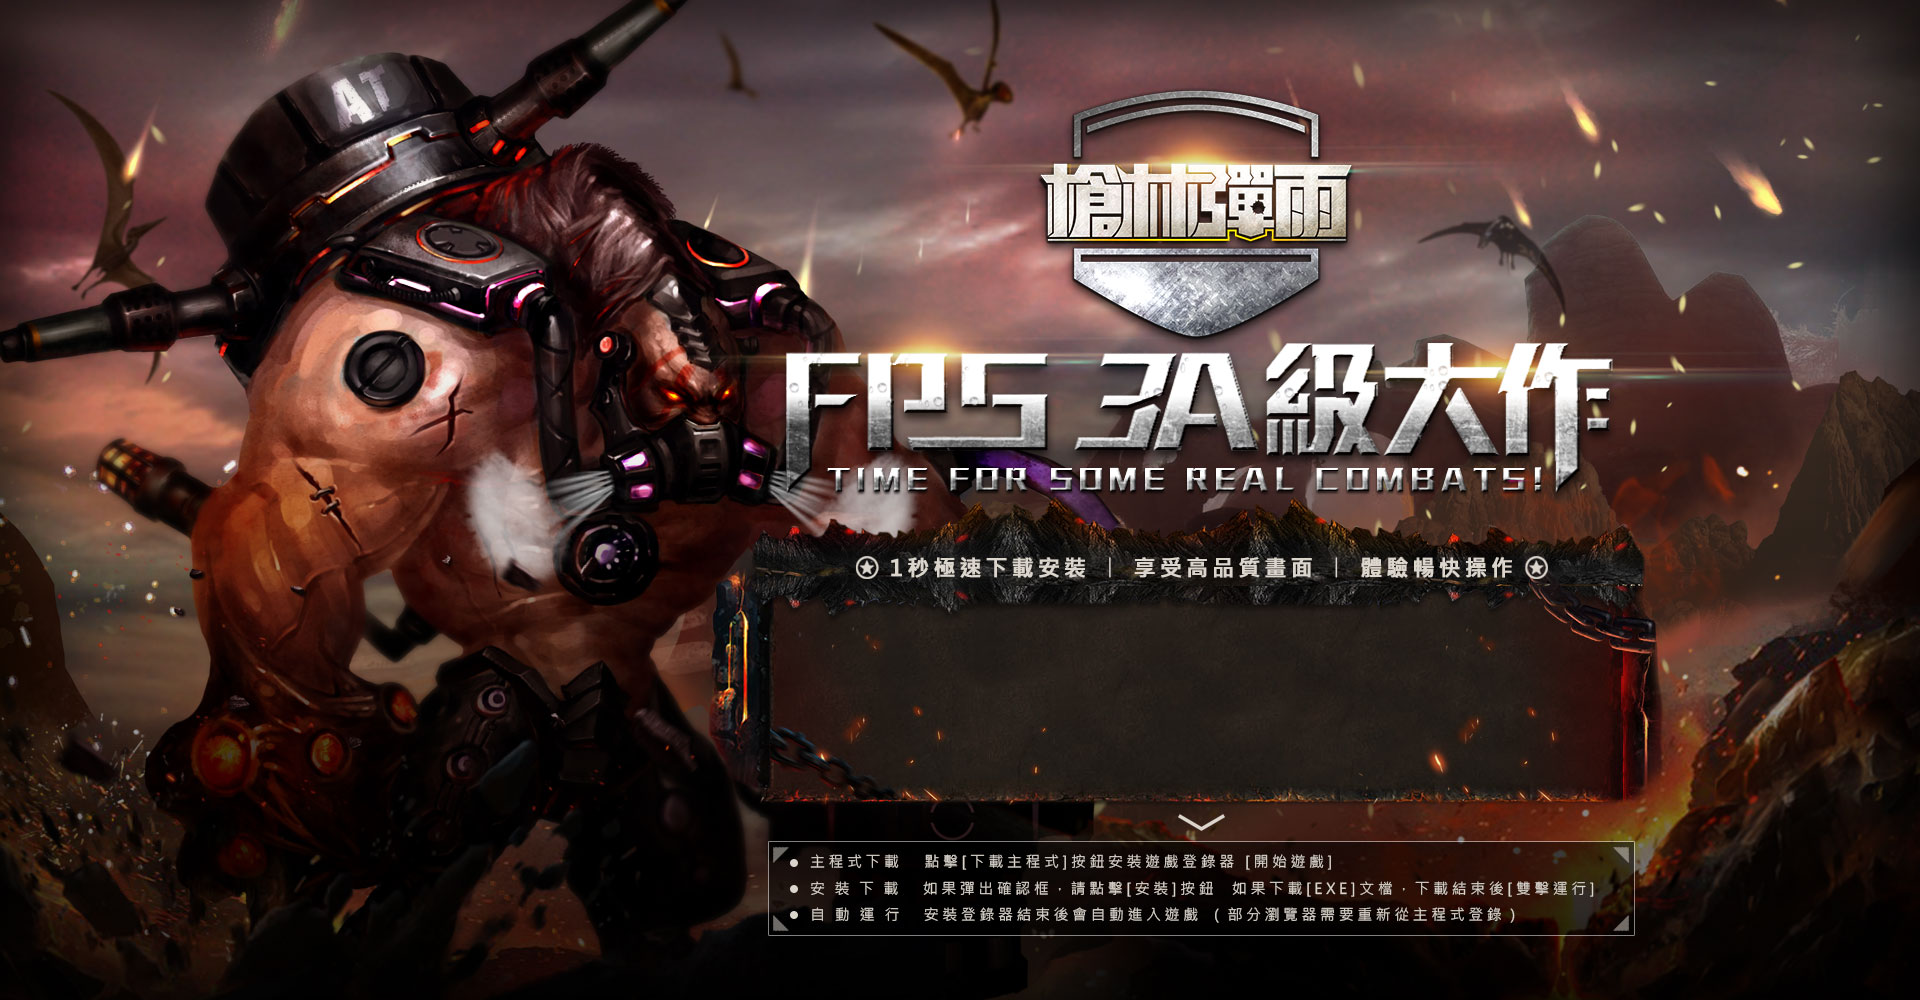 AT
槍林彈雨
FPS 3A級大作
TIME FOR SOME REAL COMBATS!
1秒極速下載安裝 | 享受高品質畫面 | 體驗暢快操作
● 主程式下載 點擊[下載主程式]按鈕安裝遊戲登錄器 [開始遊戲]
● 安裝下載 如果彈出確認框，請點擊[安裝]按鈕 如果下載[EXE]文檔，下載結束後[雙擊運行]
● 自動運行 安裝登錄器結束後會自動進入遊戲 (部分瀏覽器需要重新從主程式登錄)